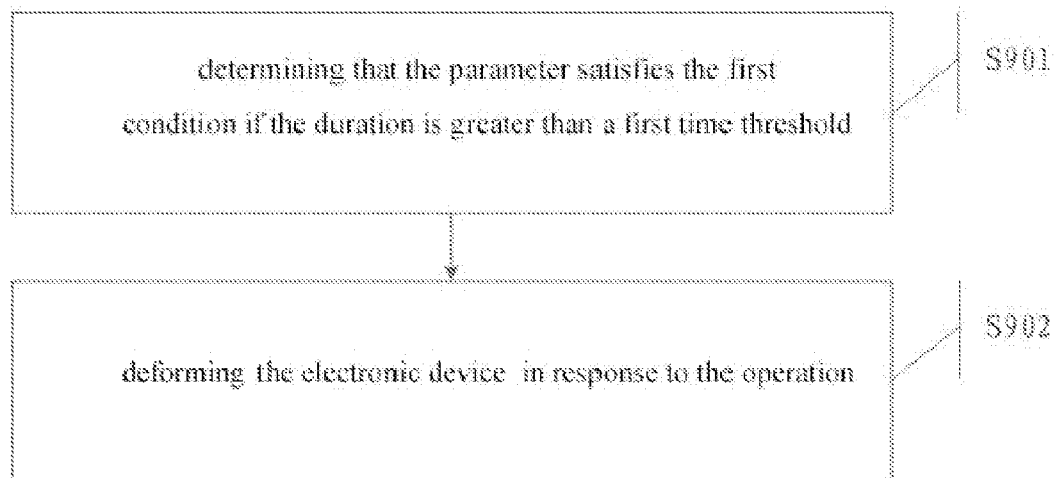 determining that the parameter satisfies the first
condition if the duration is greater than a first time threshold
S901
deforming the electronic device in response to the operation
S902